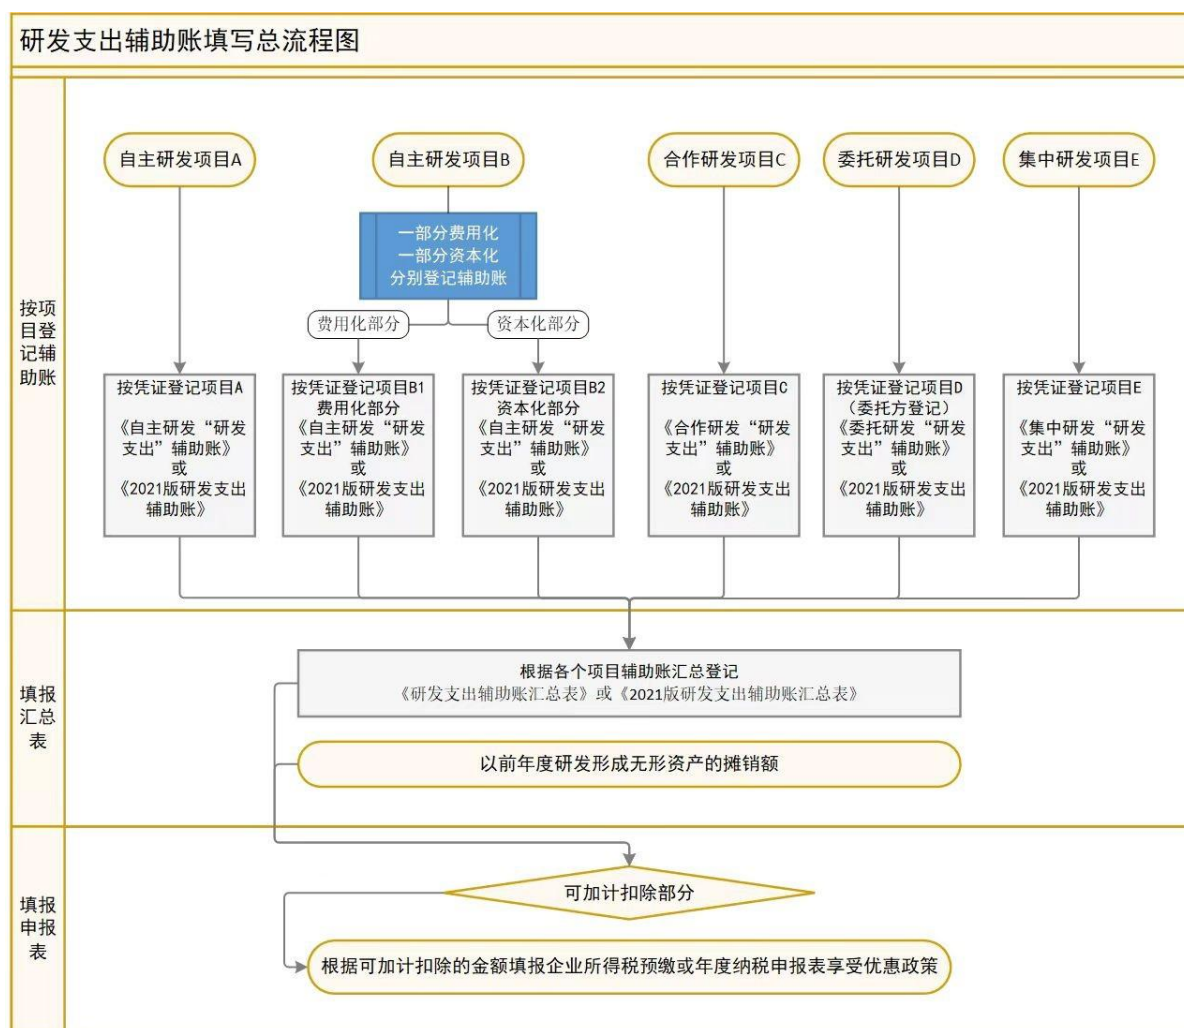 研发支出辅助账填写总流程图
按项
目登
记辅
助账
自主研发项目A
自主研发项目B
合作研发项目C
委托研发项目D
集中研发项目E
一部分费用化
一部分资本化
分别登记辅助账
费用化部分
资本化部分
按凭证登记项目A
《自主研发“研发
支出”辅助账》
或
《2021版研发支出
辅助账》
按凭证登记项目B1
费用化部分
《自主研发“研发
支出”辅助账》
或
《2021版研发支出
辅助账》
按凭证登记项目B2
资本化部分
《自主研发“研发
支出”辅助账》
或
《2021版研发支出
辅助账》
按凭证登记项目C
《合作研发“研发
支出”辅助账》
或
《2021版研发支出
辅助账》
按凭证登记项目D
（委托方登记）
《委托研发“研发
支出”辅助账》
或
《2021版研发支出
辅助账》
按凭证登记项目E
《集中研发“研发
支出”辅助账》
或
《2021版研发支出
辅助账》
填报
汇总
表
根据各个项目辅助账汇总登记
《研发支出辅助账汇总表》或《2021版研发支出辅助账汇总表》
以前年度研发形成无形资产的摊销额
填报
申报
表
可加计扣除部分
根据可加计扣除的金额填报企业所得税预缴或年度纳税申报表享受优惠政策